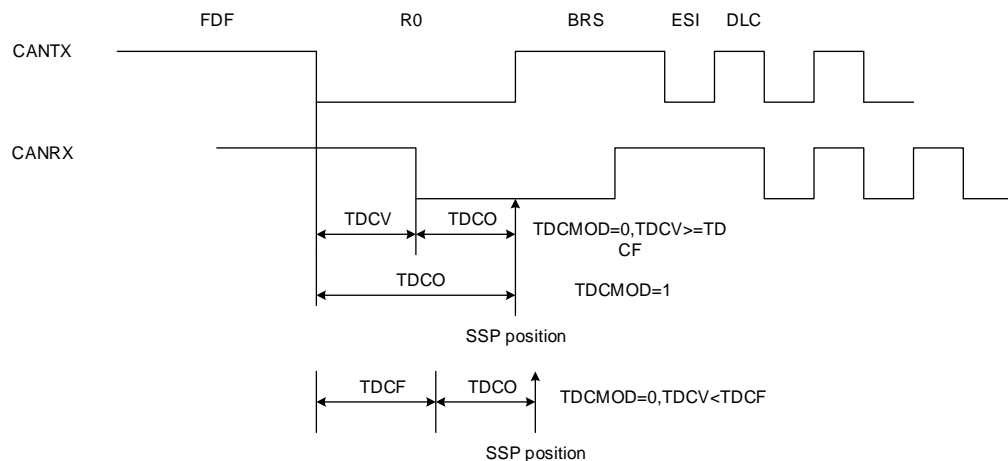 FDF R0 BRS ESI DLC
CANTX
CANRX
TDCV TDCO TDCMOD=0,TDCV>=TD
CF
TDCO TDCMOD=1
SSP position
TDCF TDCO TDCMOD=0,TDCV<TDCF
SSP position